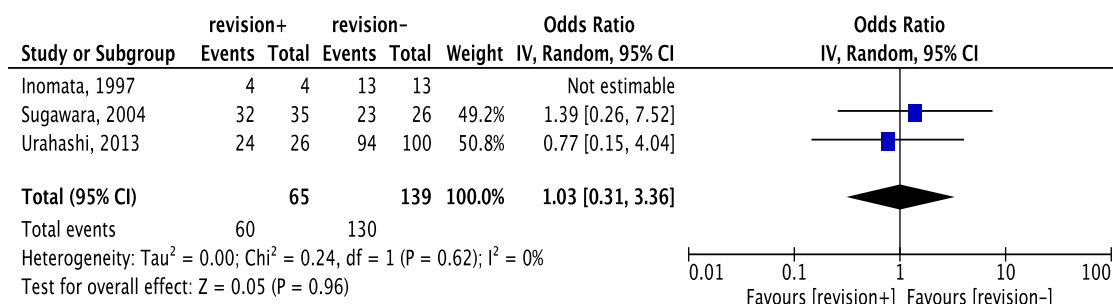 revision+ revision- Odds Ratio Odds Ratio
Study or Subgroup Events Total Events Total Weight IV, Random, 95% CI IV, Random, 95% CI
Inomata, 1997 4 4 13 13 Not estimable
Sugawara, 2004 32 35 23 26 49.2% 1.39 [0.26, 7.52]
Urahashi, 2013 24 26 94 100 50.8% 0.77 [0.15, 4.04]
Total (95% CI) 65 139 100.0% 1.03 [0.31, 3.36]
Total events 60 130
Heterogeneity: Tau² = 0.00; Chi² = 0.24, df = 1 (P = 0.62); I² = 0%
Test for overall effect: Z = 0.05 (P = 0.96)
0.01 0.1 1 10 100
Favours [revision+] Favours [revision-]